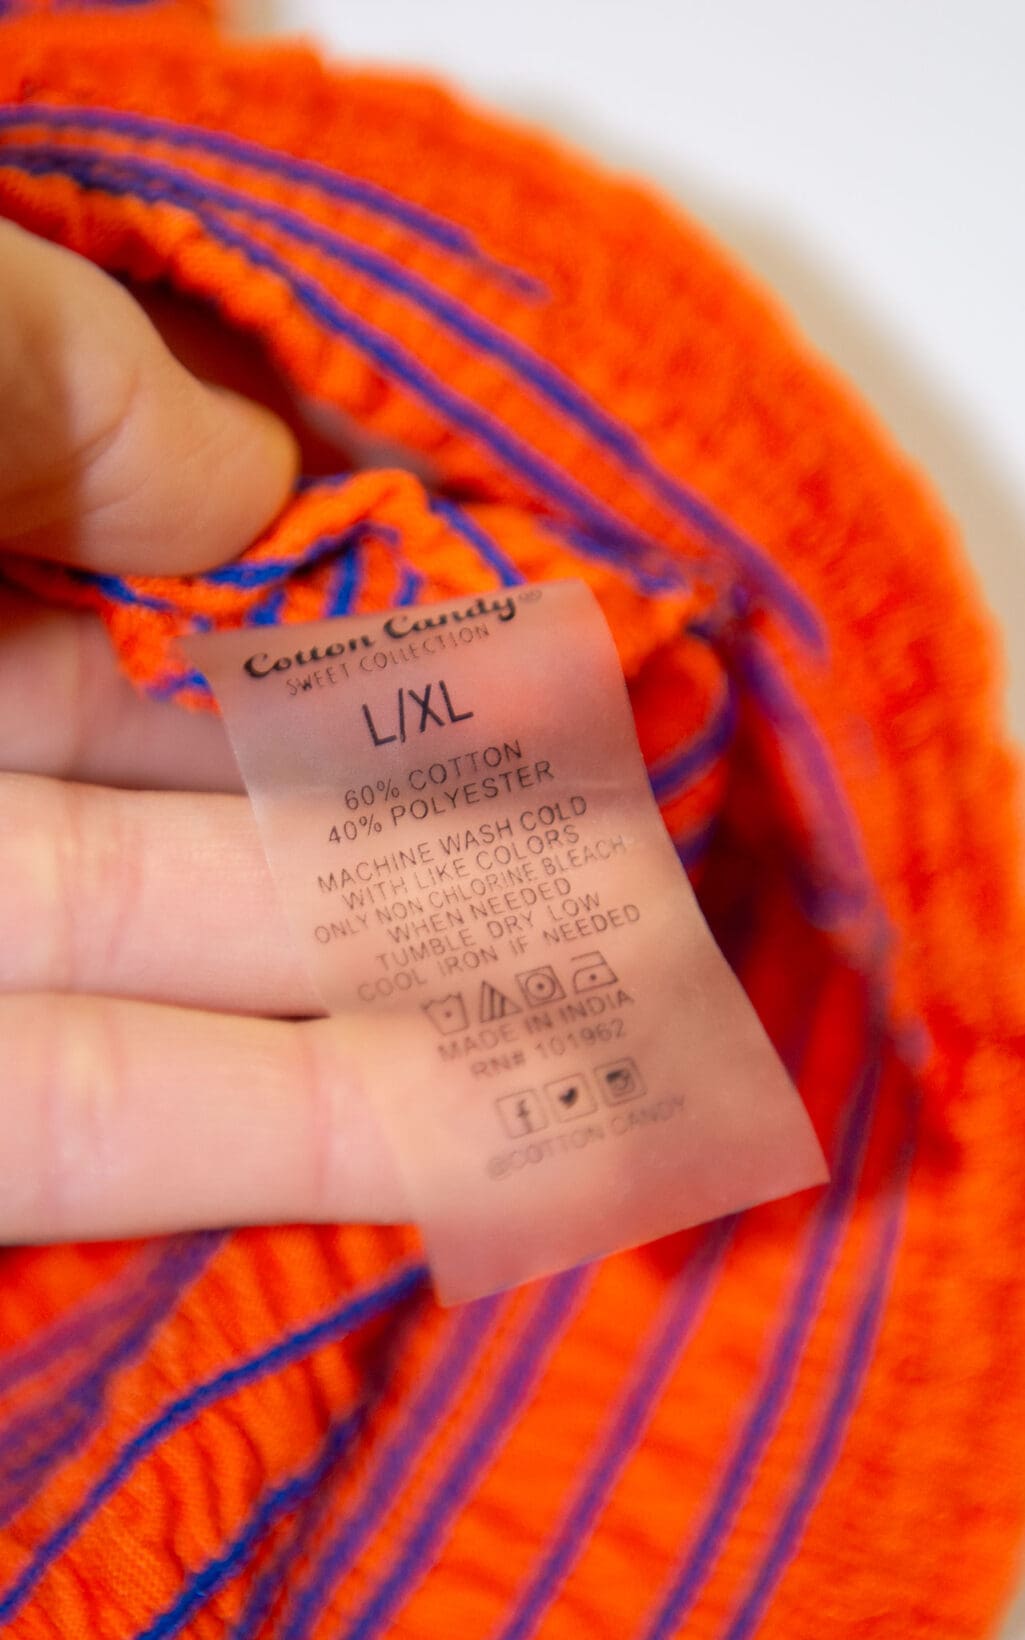 Cotton Candy®
SWEET COLLECTION
L/XL
60% COTTON
40% POLYESTER
MACHINE WASH COLD
WITH LIKE COLORS
ONLY NON CHLORINE BLEACH
WHEN NEEDED
TUMBLE DRY LOW
COOL IRON IF NEEDED
MADE IN INDIA
RN# 101962
@COTTON CANDY